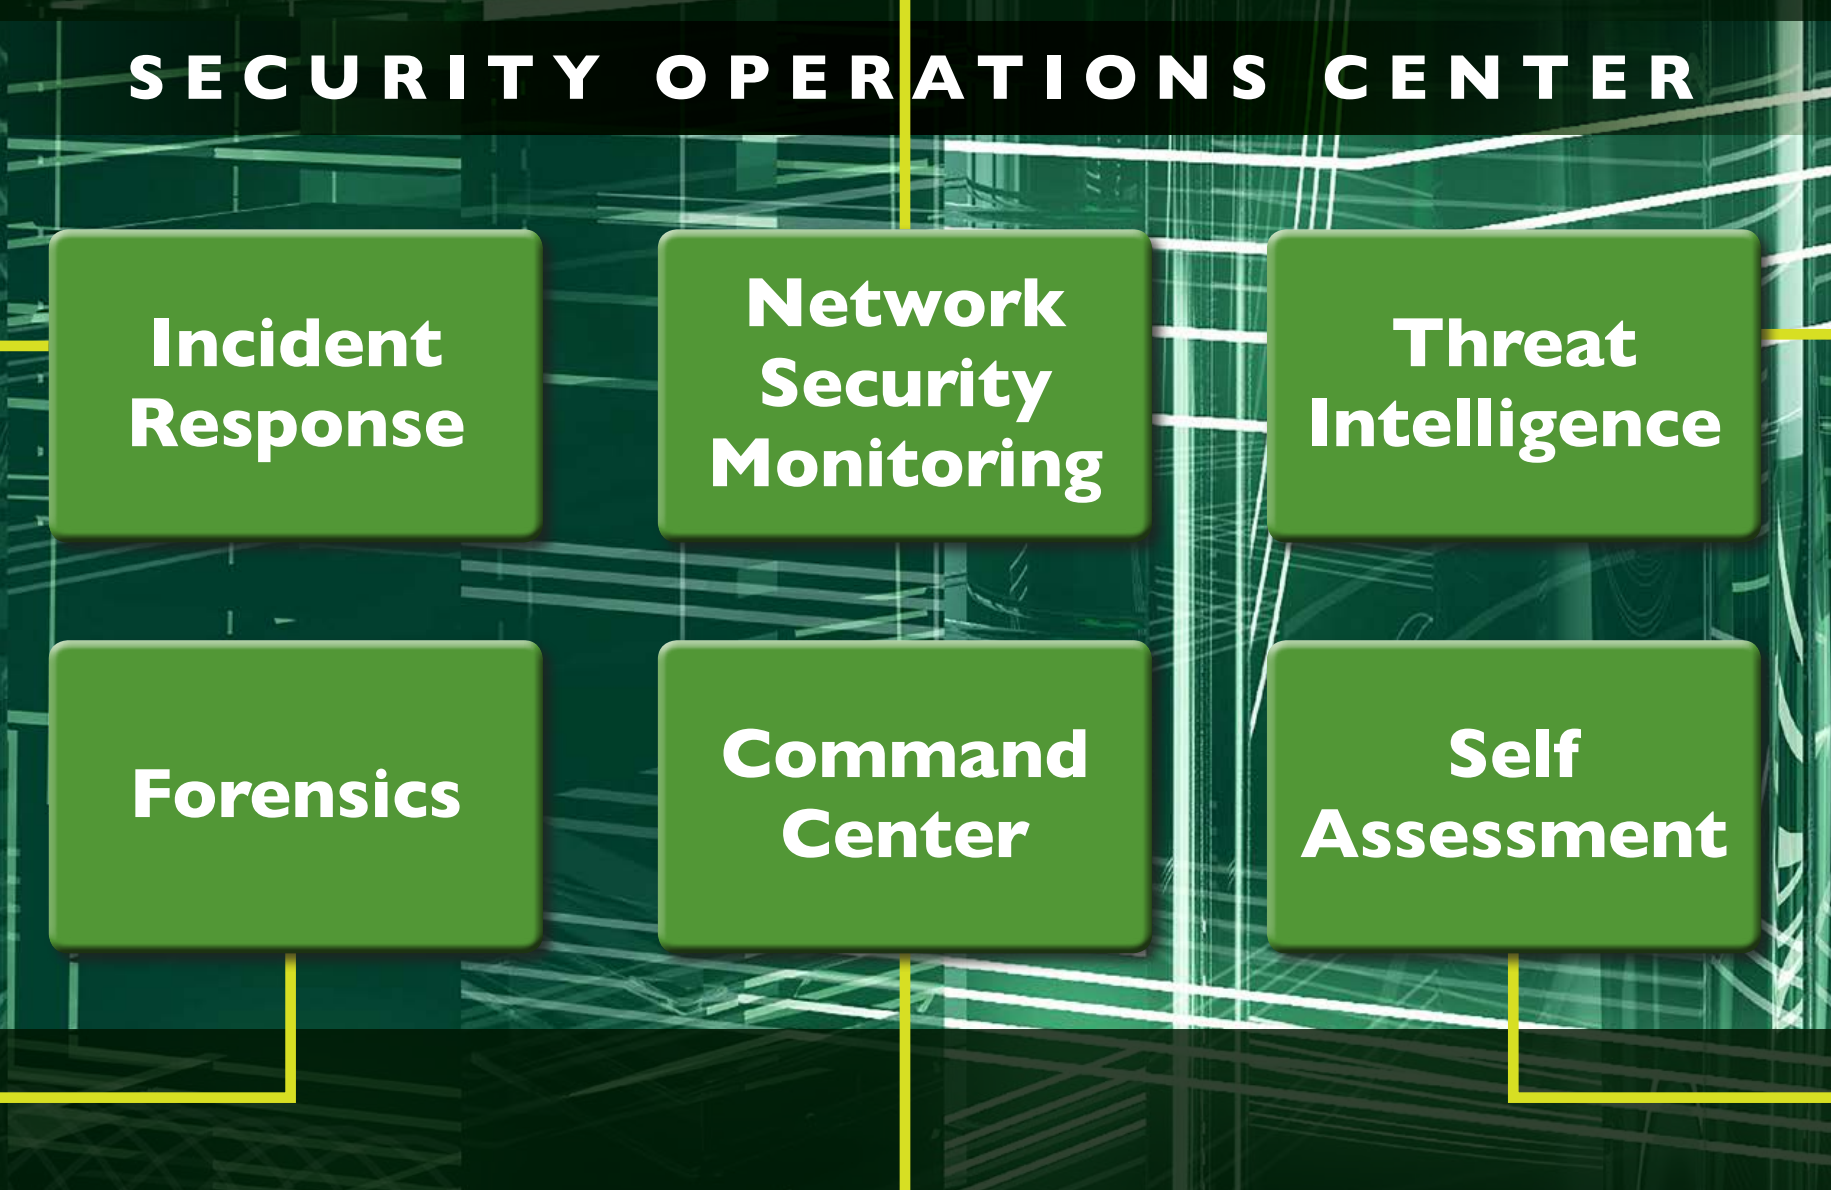 SECURITY OPERATIONS CENTER
Incident
Response
Network
Security
Monitoring
Threat
Intelligence
Forensics
Command
Center
Self
Assessment